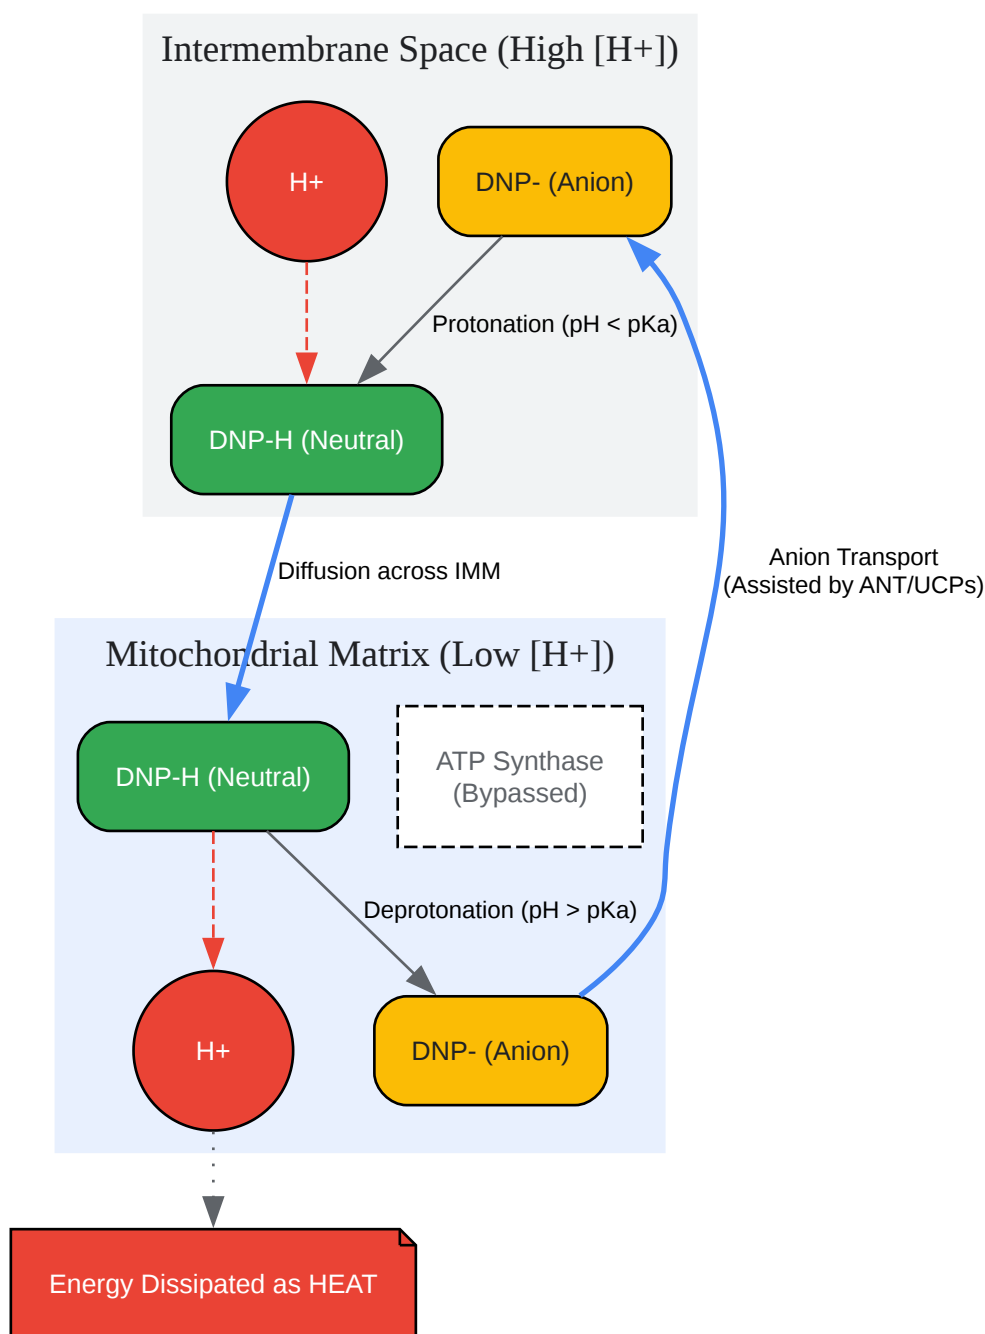 Intermembrane Space (High [H+])
H+
DNP- (Anion)
Protonation (pH < pKa)
DNP-H (Neutral)
Diffusion across IMM
Anion Transport
(Assisted by ANT/UCPs)
Mitochondrial Matrix (Low [H+])
DNP-H (Neutral)
ATP Synthase
(Bypassed)
Deprotonation (pH > pKa)
H+
DNP- (Anion)
Energy Dissipated as HEAT